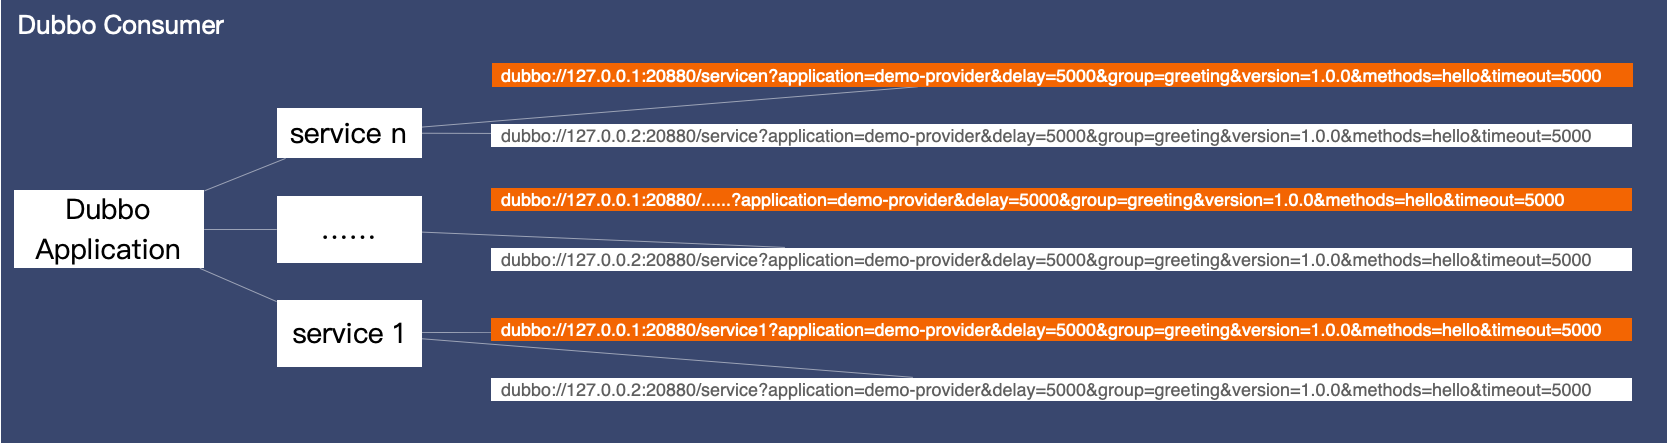 Dubbo Consumer
dubbo://127.0.0.1:20880/servicen?application=demo-provider&delay=5000&group=greeting&version=1.0.0&methods=hello&timeout=5000
service n
dubbo://127.0.0.2:20880/service?application=demo-provider&delay=5000&group=greeting&version=1.0.0&methods=hello&timeout=5000
Dubbo
Application
dubbo://127.0.0.1:20880/......?application=demo-provider&delay=5000&group=greeting&version=1.0.0&methods=hello&timeout=5000
......
dubbo://127.0.0.2:20880/service?application=demo-provider&delay=5000&group=greeting&version=1.0.0&methods=hello&timeout=5000
service 1
dubbo://127.0.0.1:20880/service1?application=demo-provider&delay=5000&group=greeting&version=1.0.0&methods=hello&timeout=5000
dubbo://127.0.0.2:20880/service?application=demo-provider&delay=5000&group=greeting&version=1.0.0&methods=hello&timeout=5000